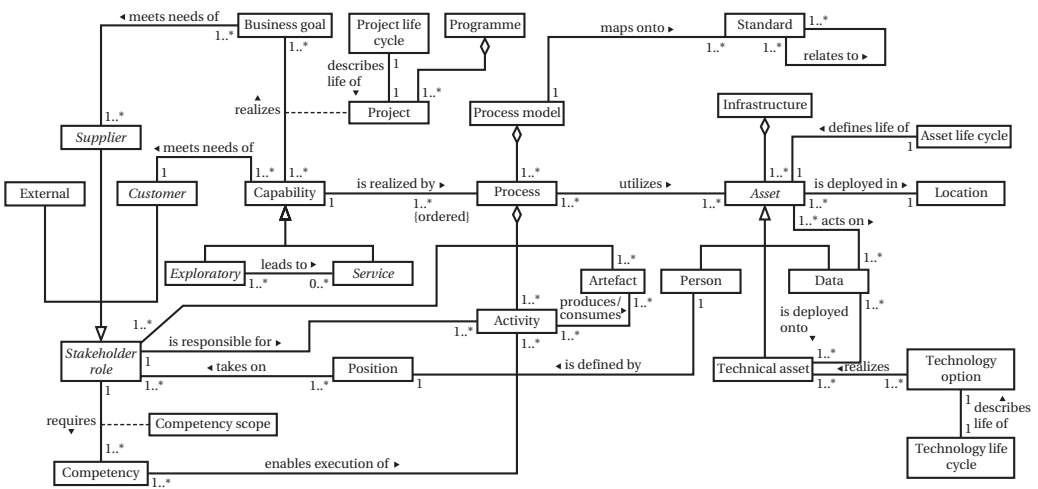 ◂ meets needs of
Business goal
1..*
1..*
Project life
cycle
Programme
Standard
1..*
maps onto ▸
1..*
1..*
relates to ▸
describes
life of
▾
1
1
1..*
▴
realizes
Project
Process model
1
Infrastructure
1..*
Supplier
◂ defines life of
1
Asset life cycle
◂ meets needs of
1
1..*
1..*
1..*
1..*
1
External
Customer
Capability
is realized by ▸
1
1..*
{ordered}
Process
utilizes ▸
1..*
1..*
Asset
is deployed in ▸
1..*
1
Location
1..*
acts on ▸
Exploratory
leads to ▸
1..*
0..*
Service
1..*
Artefact
1..*
Person
1
1..*
Data
1..*
1..*
produces/
consumes ▸
1..*
Activity
1..*
1..*
1..*
is responsible for ▸
1
is deployed
onto
▾
1..*
Stakeholder
role
◂ takes on
1..*
1..*
Position
1
◂ is defined by
Technical asset
◂realizes
1..*
1..*
Technology
option
1
requires
▾
Competency scope
1..*
1
▴
describes
life of
1
Technology life
cycle
Competency
1..*
enables execution of ▸